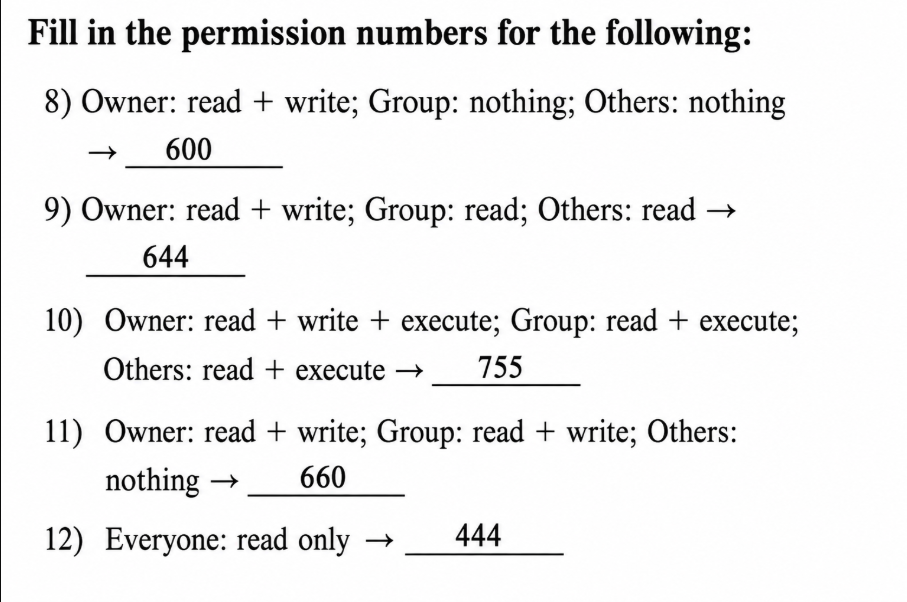 Fill in the permission numbers for the following:
8) Owner: read + write; Group: nothing; Others: nothing
→ 600
9) Owner: read + write; Group: read; Others: read →
644
10) Owner: read + write + execute; Group: read + execute;
Others: read + execute → 755
11) Owner: read + write; Group: read + write; Others:
nothing → 660
12) Everyone: read only → 444